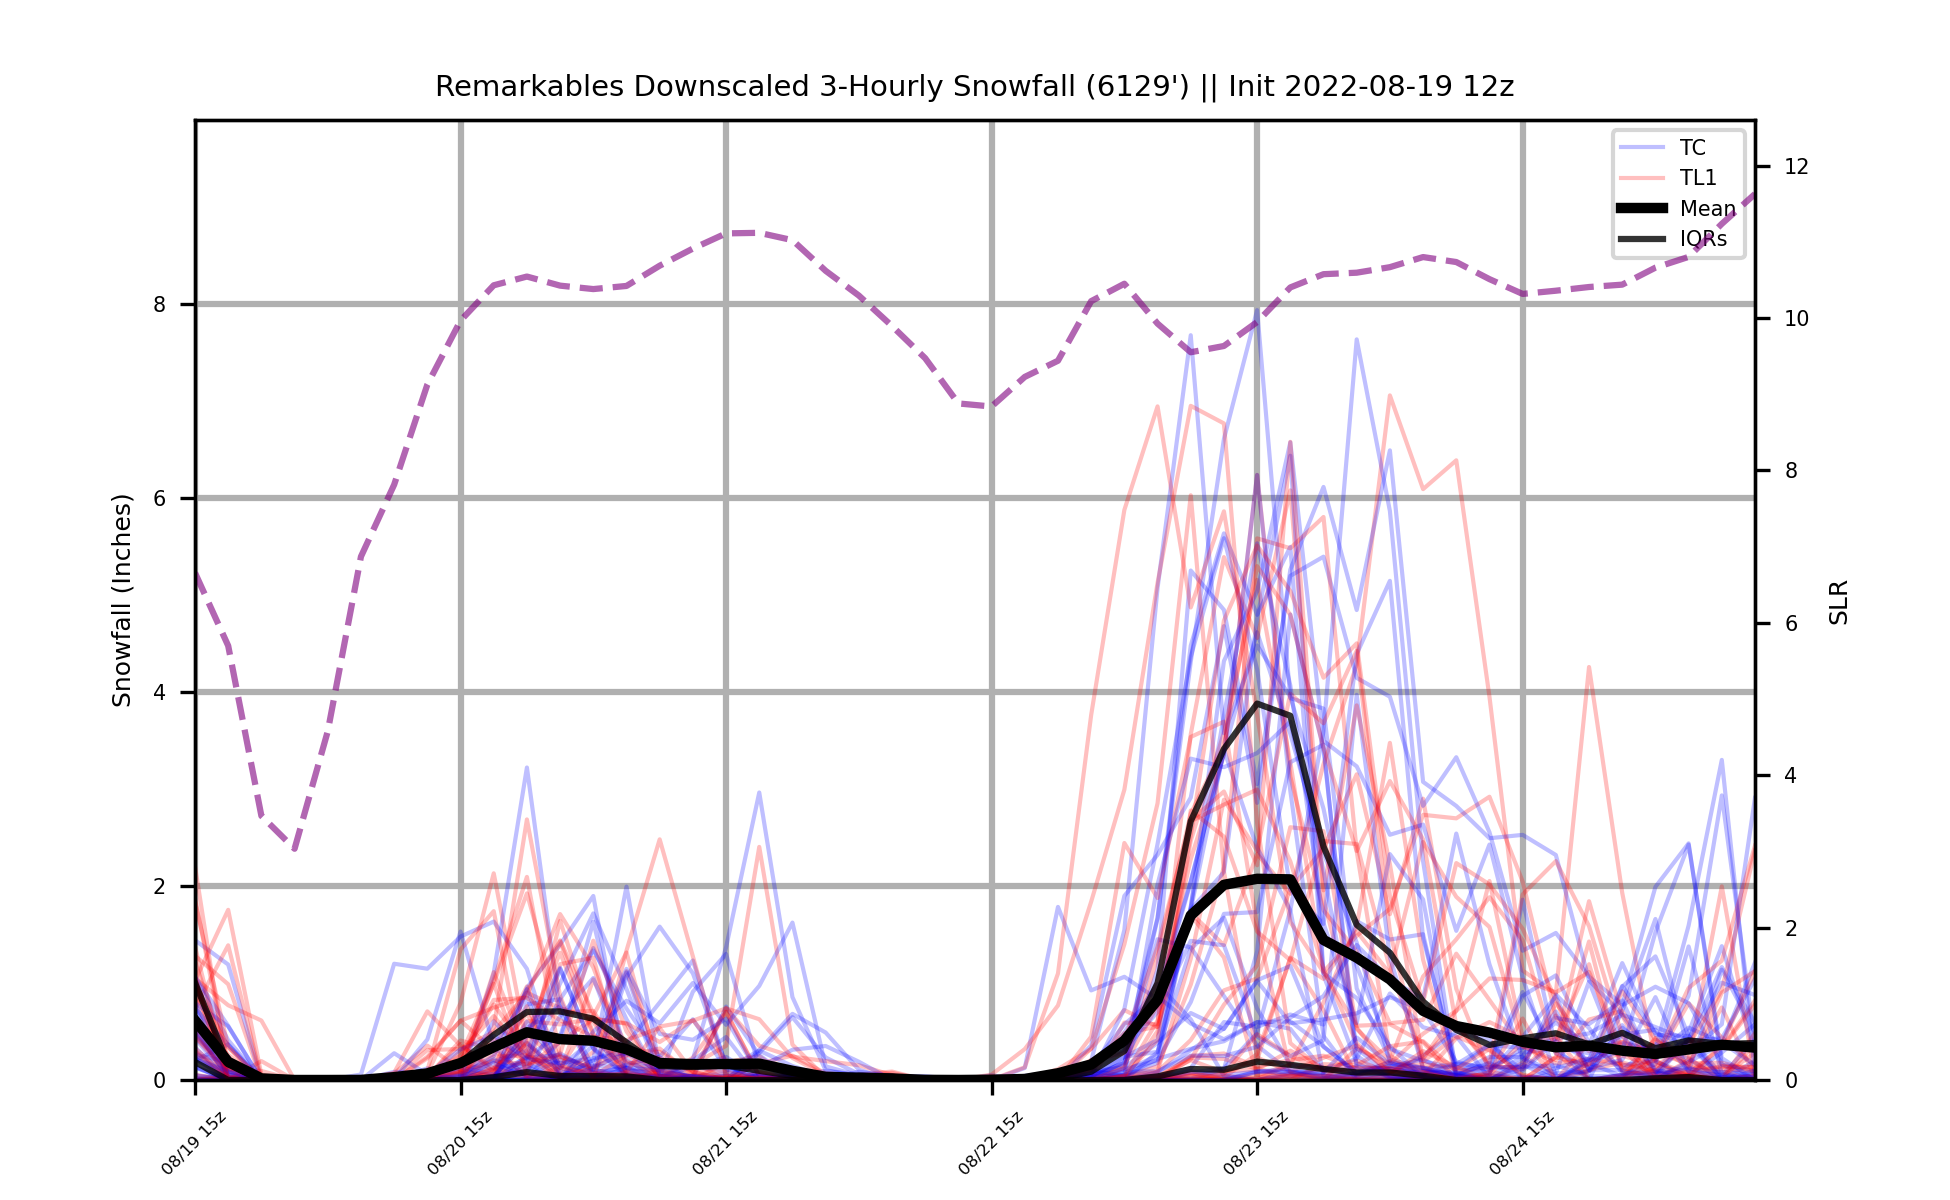 Remarkables Downscaled 3-Hourly Snowfall (6129') || Init 2022-08-19 12z
TC
TL1
Mean
IQRs
Snowfall (Inches)
8
6
4
2
0
12
10
8
6
4
2
0
SLR
08/19 15z
08/20 15z
08/21 15z
08/22 15z
08/23 15z
08/24 15z